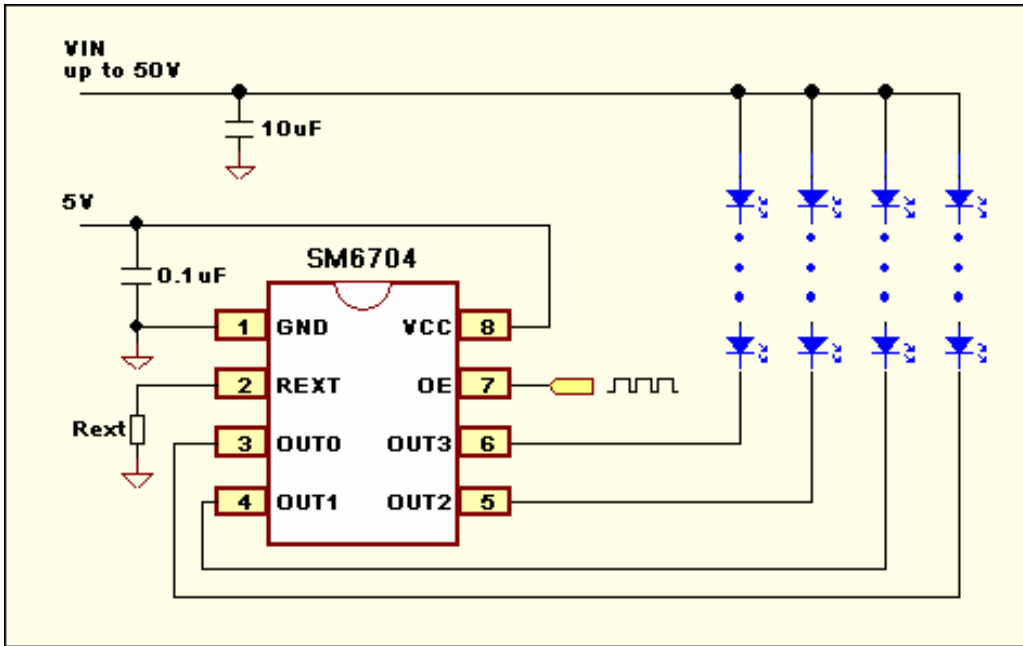 VIN
up to 50V
10uF
5V
SM6704
0.1uF
1 GND VCC 8
2 REXT OE 7
Rext
3 OUT0 OUT3 6
4 OUT1 OUT2 5